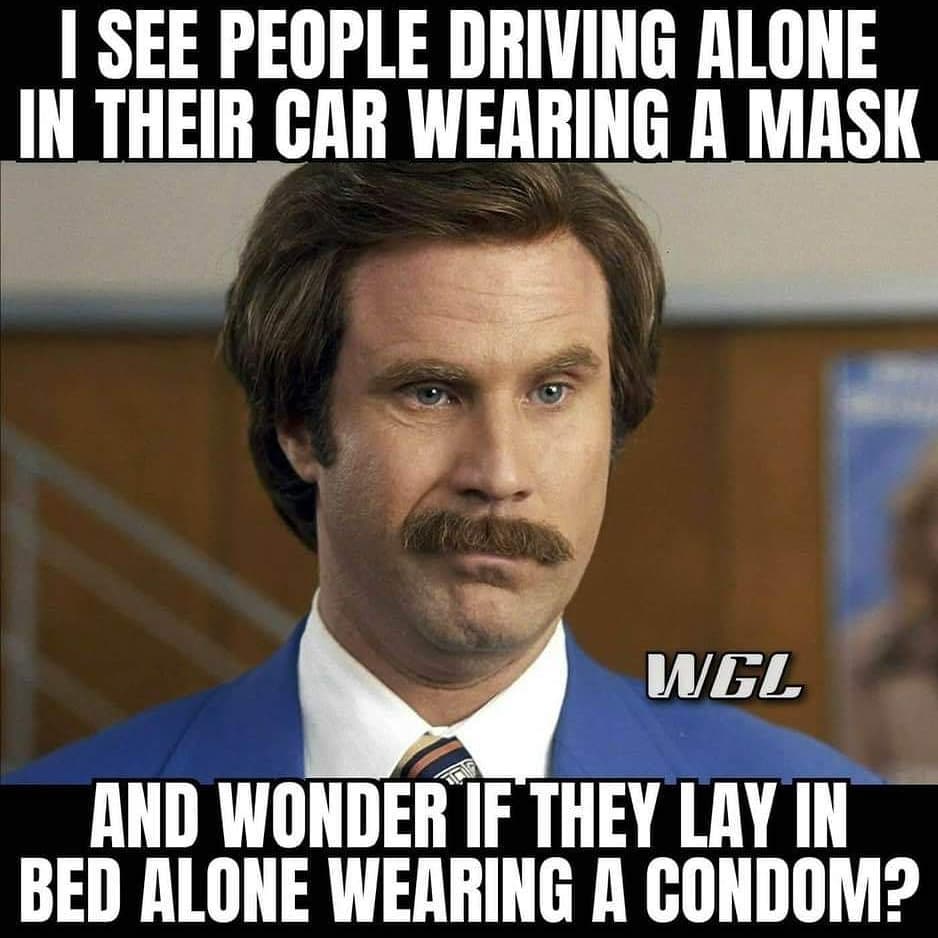 I SEE PEOPLE DRIVING ALONE
IN THEIR CAR WEARING A MASK
WGL
AND WONDER IF THEY LAY IN
BED ALONE WEARING A CONDOM?